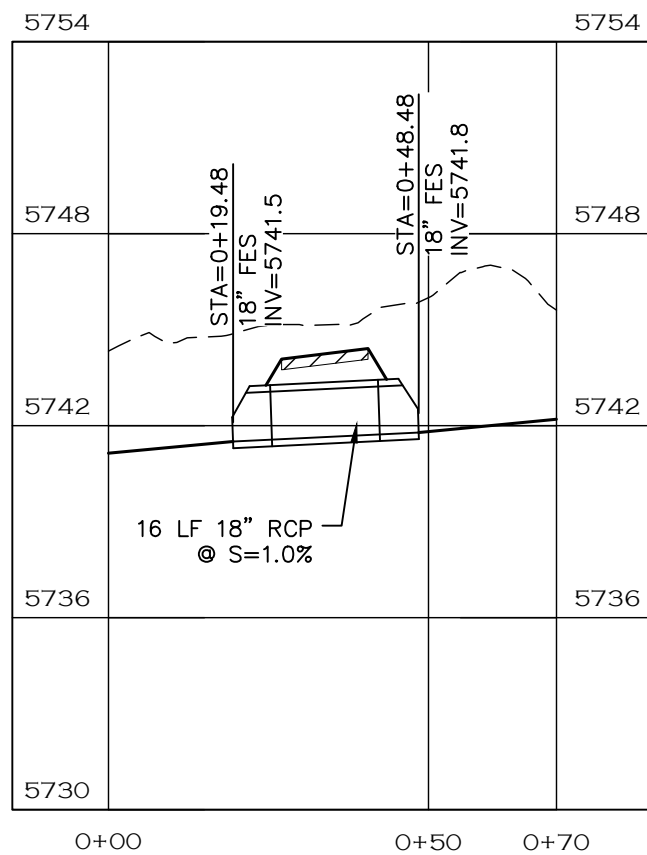 5754 5754
STA=0+48.48
18" FES
INV=5741.8
STA=0+19.48
18" FES
INV=5741.5
5748 5748
5742 5742
16 LF 18" RCP
@ S=1.0%
5736 5736
5730
0+00 0+50 0+70